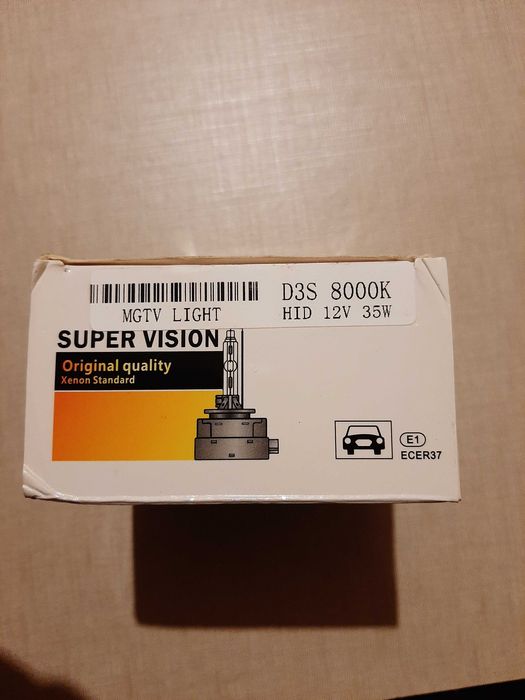 D3S 8000K
MGTV LIGHT
HID 12V 35W
SUPER VISION
Original quality
Xenon Standard
E1
ECER37